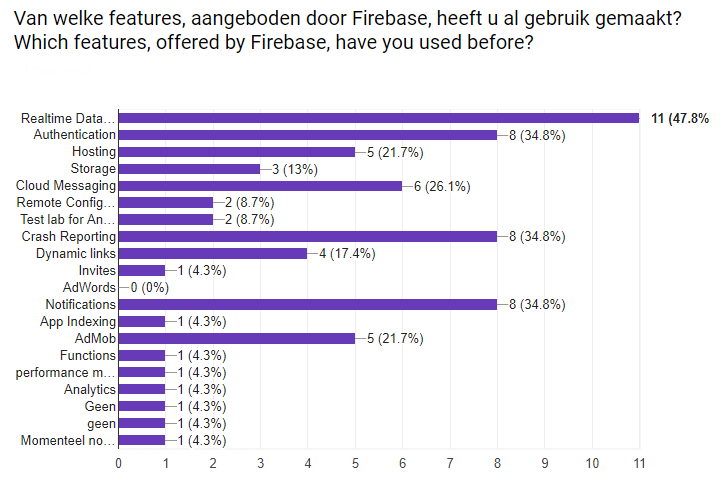 Van welke features, aangeboden door Firebase, heeft u al gebruik gemaakt?
Which features, offered by Firebase, have you used before?
Realtime Data... 11 (47.8%
Authentication 8 (34.8%)
Hosting 5 (21.7%)
Storage 3 (13%)
Cloud Messaging 6 (26.1%)
Remote Config... 2 (8.7%)
Test lab for An... 2 (8.7%)
Crash Reporting 8 (34.8%)
Dynamic links 4 (17.4%)
Invites 1 (4.3%)
AdWords 0 (0%)
Notifications 8 (34.8%)
App Indexing 1 (4.3%)
AdMob 5 (21.7%)
Functions 1 (4.3%)
performance m... 1 (4.3%)
Analytics 1 (4.3%)
Geen 1 (4.3%)
geen 1 (4.3%)
Momenteel no... 1 (4.3%)
0 1 2 3 4 5 6 7 8 9 10 11